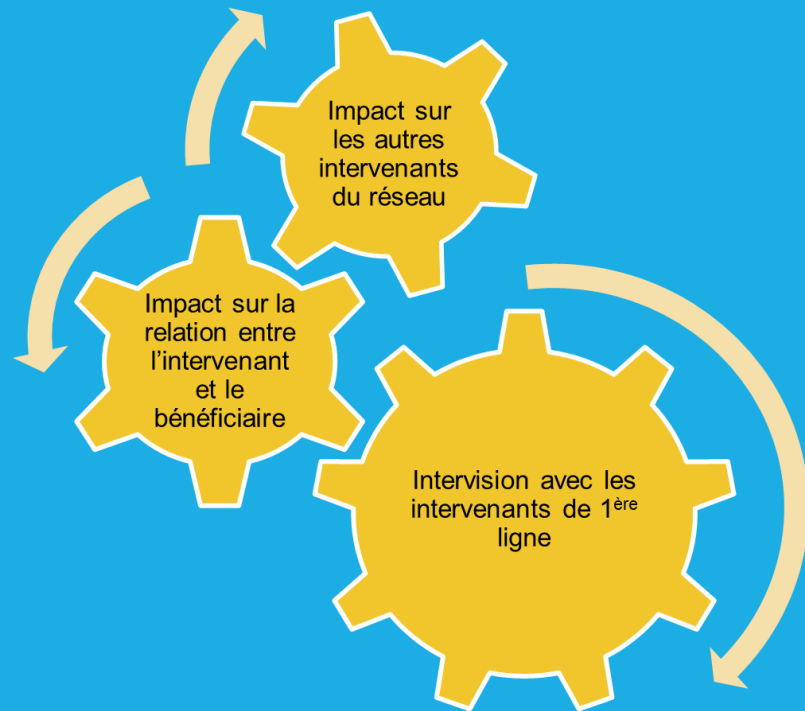 Impact sur
les autres
intervenants
du réseau
Impact sur la
relation entre
l’intervenant
et le
bénéficiaire
Intervision avec les
intervenants de 1ère
ligne